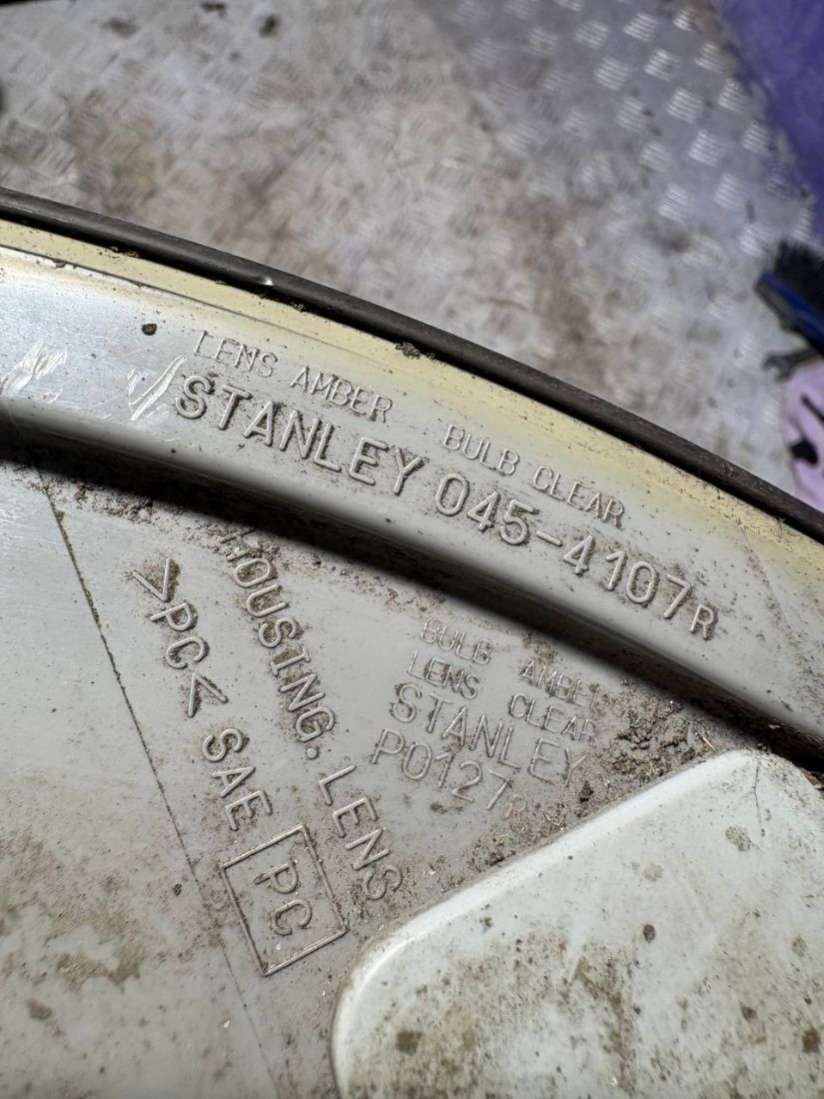 LENS AMBER BULB CLEAR
STANLEY 045-4107R
HOUSING. LENS
>PC< SAE PC
BULB AMBER
LENS CLEAR
STANLEY
P0127R